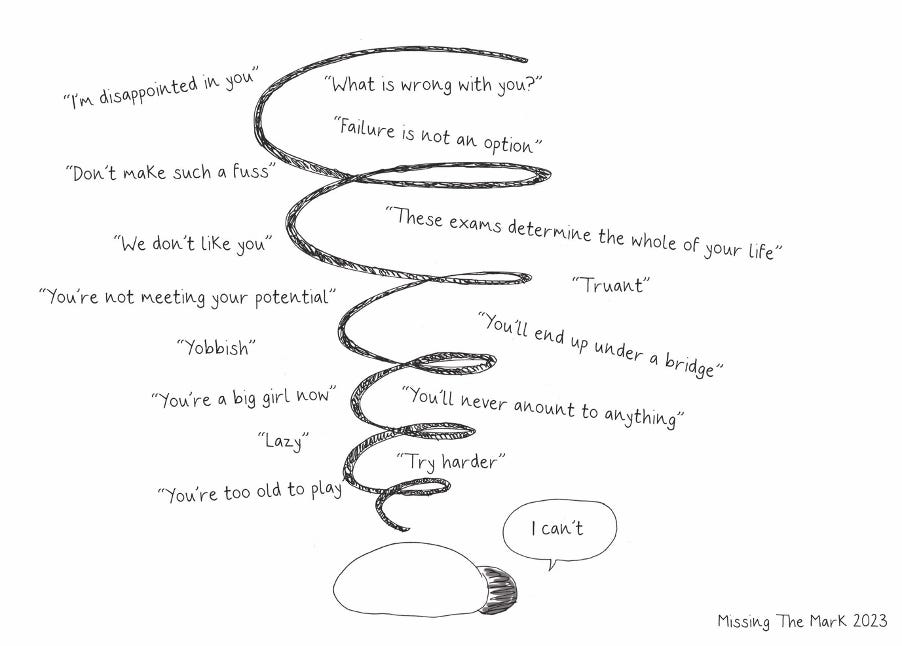 “I'm disappointed in you”
“What is wrong with you?”
“Failure is not an option”
“Don't make such a fuss”
“These exams determine the whole of your life”
“We don't like you”
“Truant”
“You're not meeting your potential”
“You'll end up under a bridge”
“Yobbish”
“You're a big girl now”
“You'll never anount to anything”
“Lazy”
“Try harder”
“You're too old to play”
I can't
Missing The Mark 2023